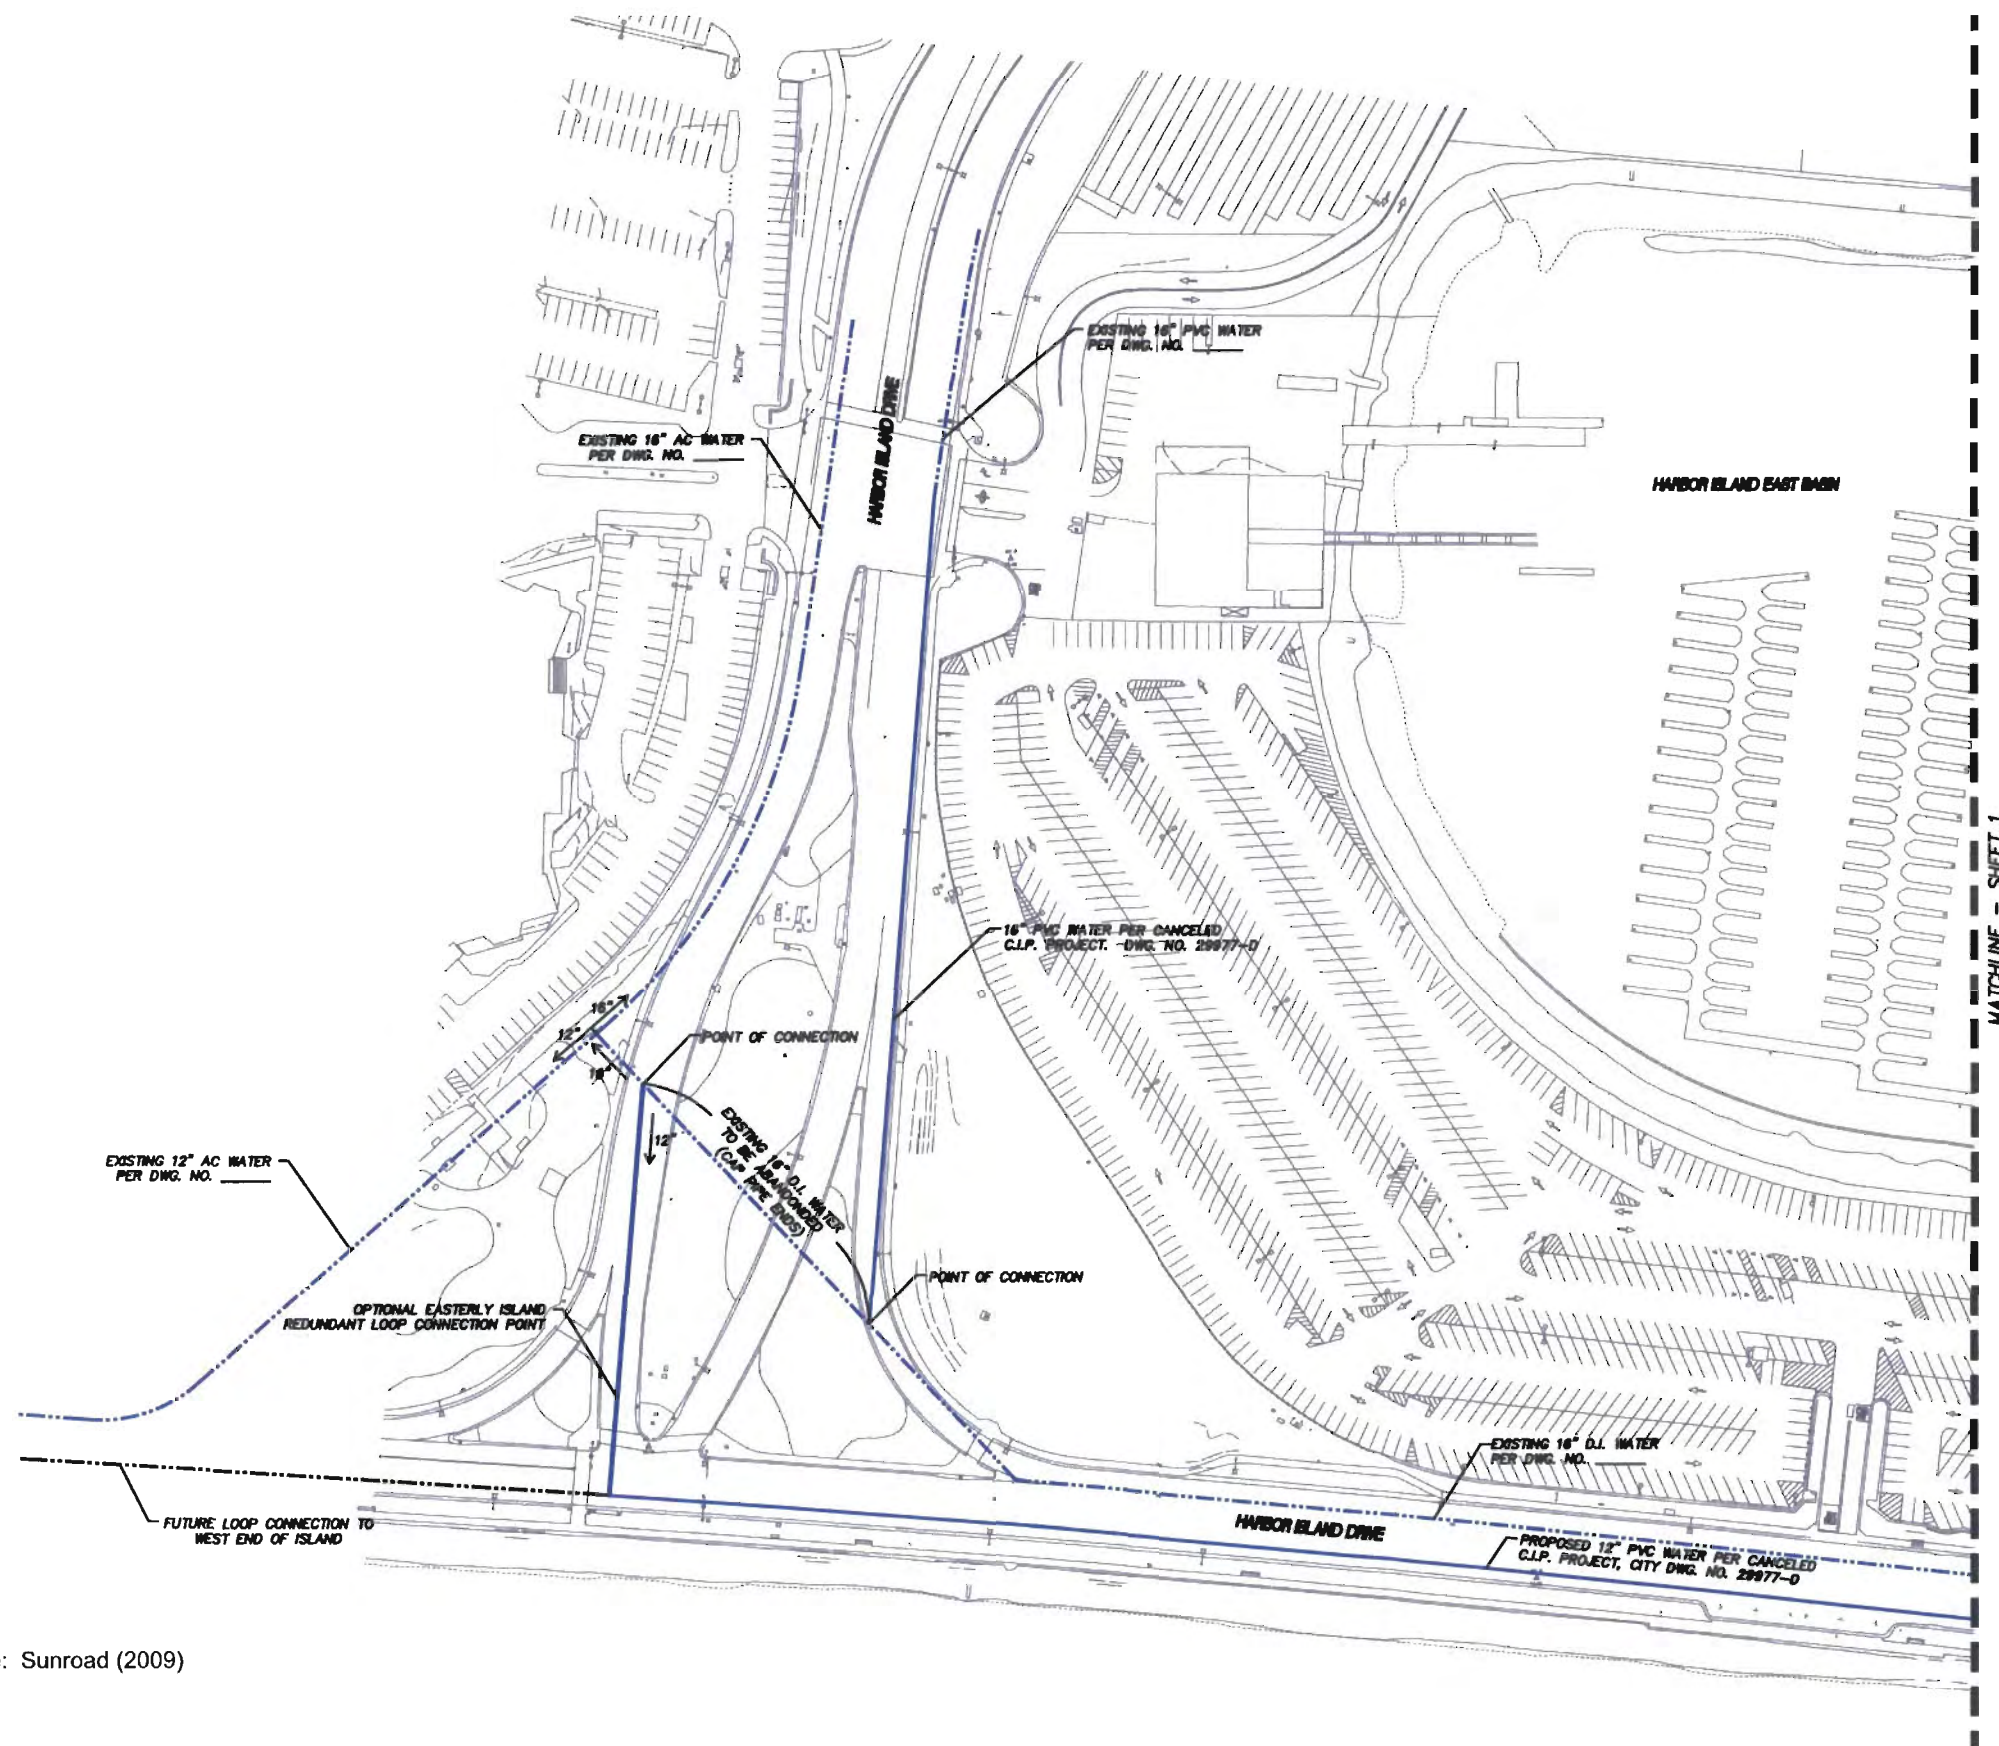 EXISTING 16" PVC WATER
PER DWG. NO.
EXISTING 16" AC WATER
PER DWG. NO.
HARBOR ISLAND DRIVE
HARBOR ISLAND EAST BASIN
MATCHLINE - SHEET 1
16" PVC WATER PER CANCELED
C.I.P. PROJECT. DWG. NO. 29977-D
16"
12"
16"
POINT OF CONNECTION
12"
EXISTING 16" D.I. WATER
TO BE ABANDONDED
(CAP PIPE ENDS)
EXISTING 12" AC WATER
PER DWG. NO.
POINT OF CONNECTION
OPTIONAL EASTERLY ISLAND
REDUNDANT LOOP CONNECTION POINT
EXISTING 16" D.I. WATER
PER DWG. NO.
FUTURE LOOP CONNECTION TO
WEST END OF ISLAND
HARBOR ISLAND DRIVE
PROPOSED 12" PVC WATER PER CANCELED
C.I.P. PROJECT, CITY DWG. NO. 29977-D
: Sunroad (2009)